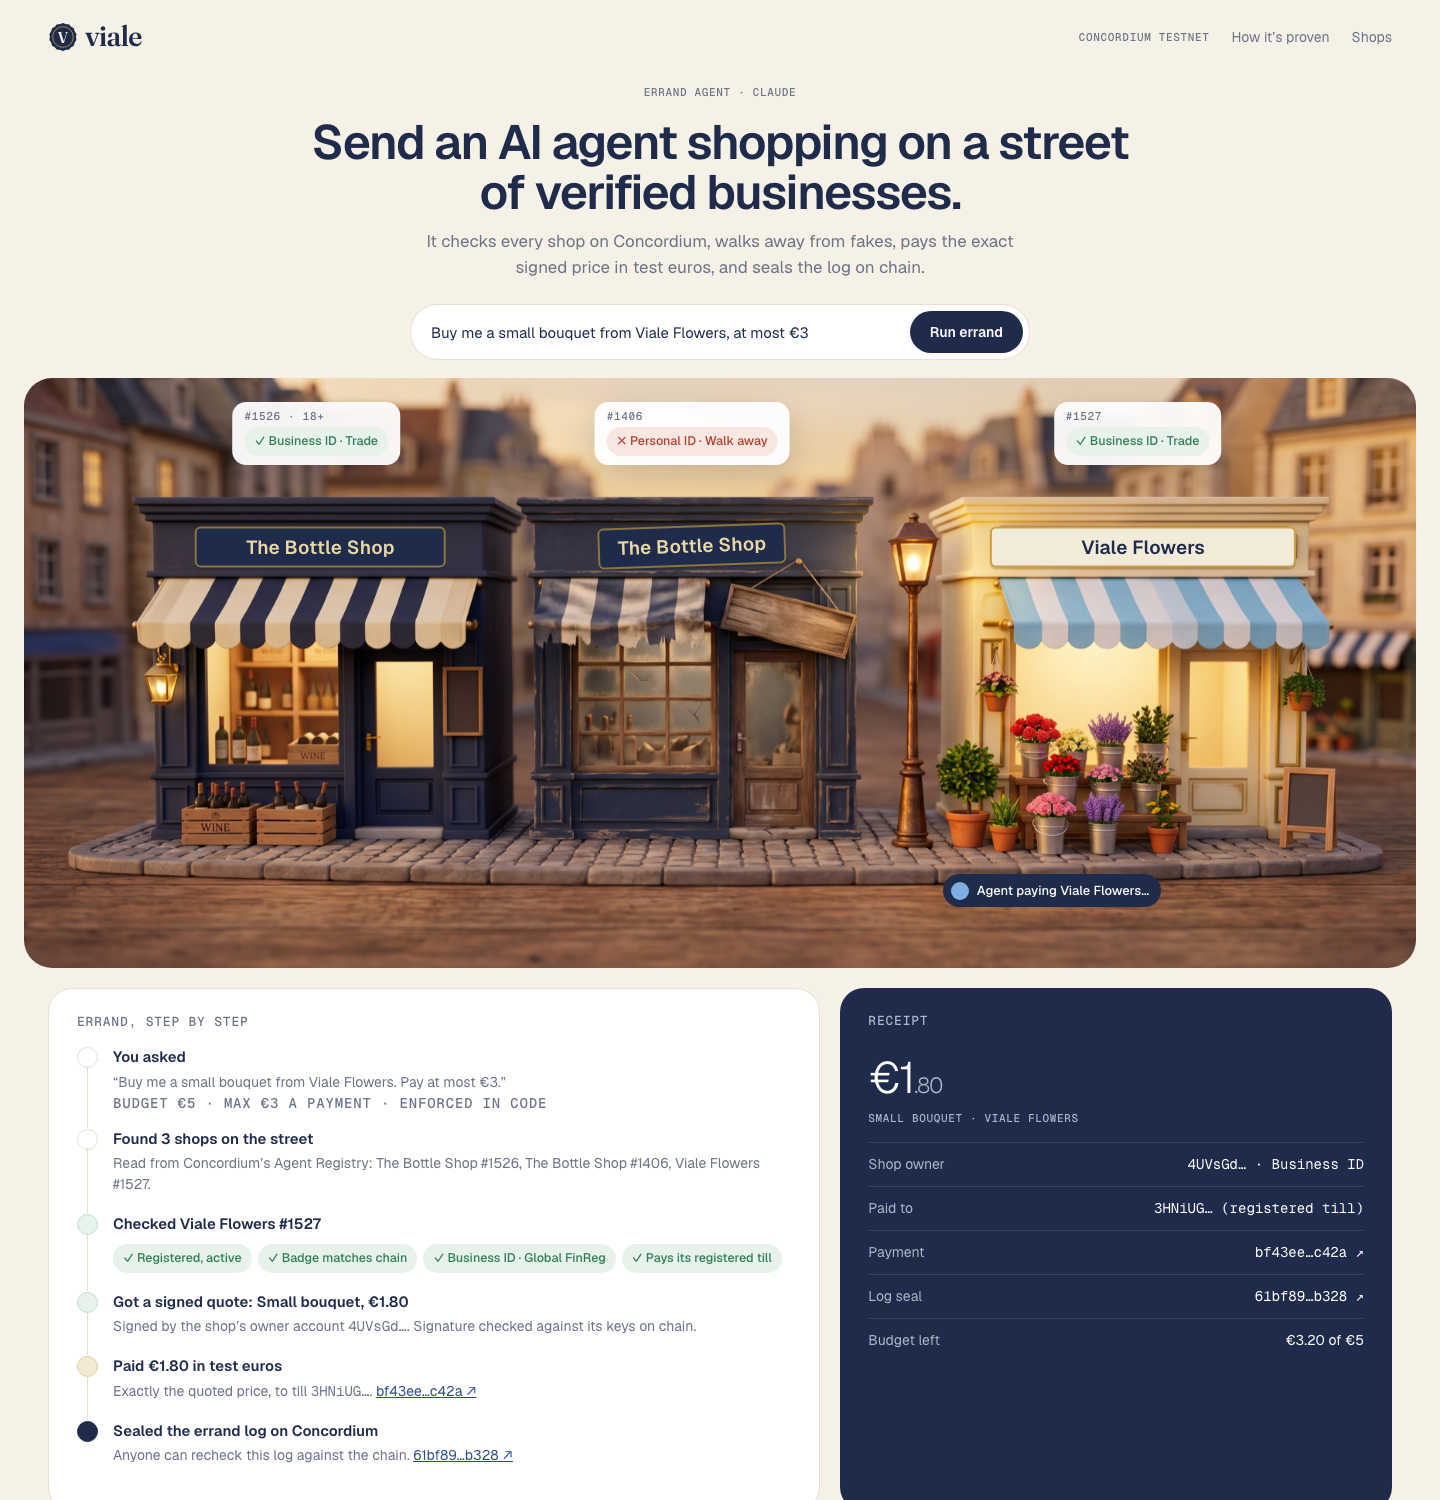 V viale
CONCORDIUM TESTNET How it's proven Shops
ERRAND AGENT · CLAUDE
Send an AI agent shopping on a street
of verified businesses.
It checks every shop on Concordium, walks away from fakes, pays the exact
signed price in test euros, and seals the log on chain.
Buy me a small bouquet from Viale Flowers, at most €3
Run errand
#1526 · 18+
✓ Business ID · Trade
#1406
✕ Personal ID · Walk away
#1527
✓ Business ID · Trade
The Bottle Shop
The Bottle Shop
Viale Flowers
WINE
WINE
Agent paying Viale Flowers…
ERRAND, STEP BY STEP
You asked
“Buy me a small bouquet from Viale Flowers. Pay at most €3.”
BUDGET €5 · MAX €3 A PAYMENT · ENFORCED IN CODE
Found 3 shops on the street
Read from Concordium’s Agent Registry: The Bottle Shop #1526, The Bottle Shop #1406, Viale Flowers
#1527.
Checked Viale Flowers #1527
✓ Registered, active ✓ Badge matches chain ✓ Business ID · Global FinReg ✓ Pays its registered till
Got a signed quote: Small bouquet, €1.80
Signed by the shop’s owner account 4UVsGd…. Signature checked against its keys on chain.
Paid €1.80 in test euros
Exactly the quoted price, to till 3HNiUG…. bf43ee…c42a ↗
Sealed the errand log on Concordium
Anyone can recheck this log against the chain. 61bf89…b328 ↗
RECEIPT
€1.80
SMALL BOUQUET · VIALE FLOWERS
Shop owner 4UVsGd… · Business ID
Paid to 3HNiUG… (registered till)
Payment bf43ee…c42a ↗
Log seal 61bf89…b328 ↗
Budget left €3.20 of €5